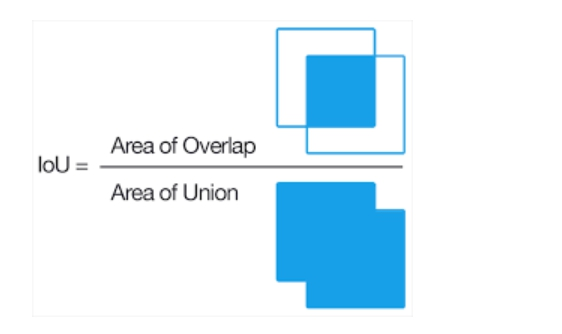 Area of Overlap
IoU =
Area of Union